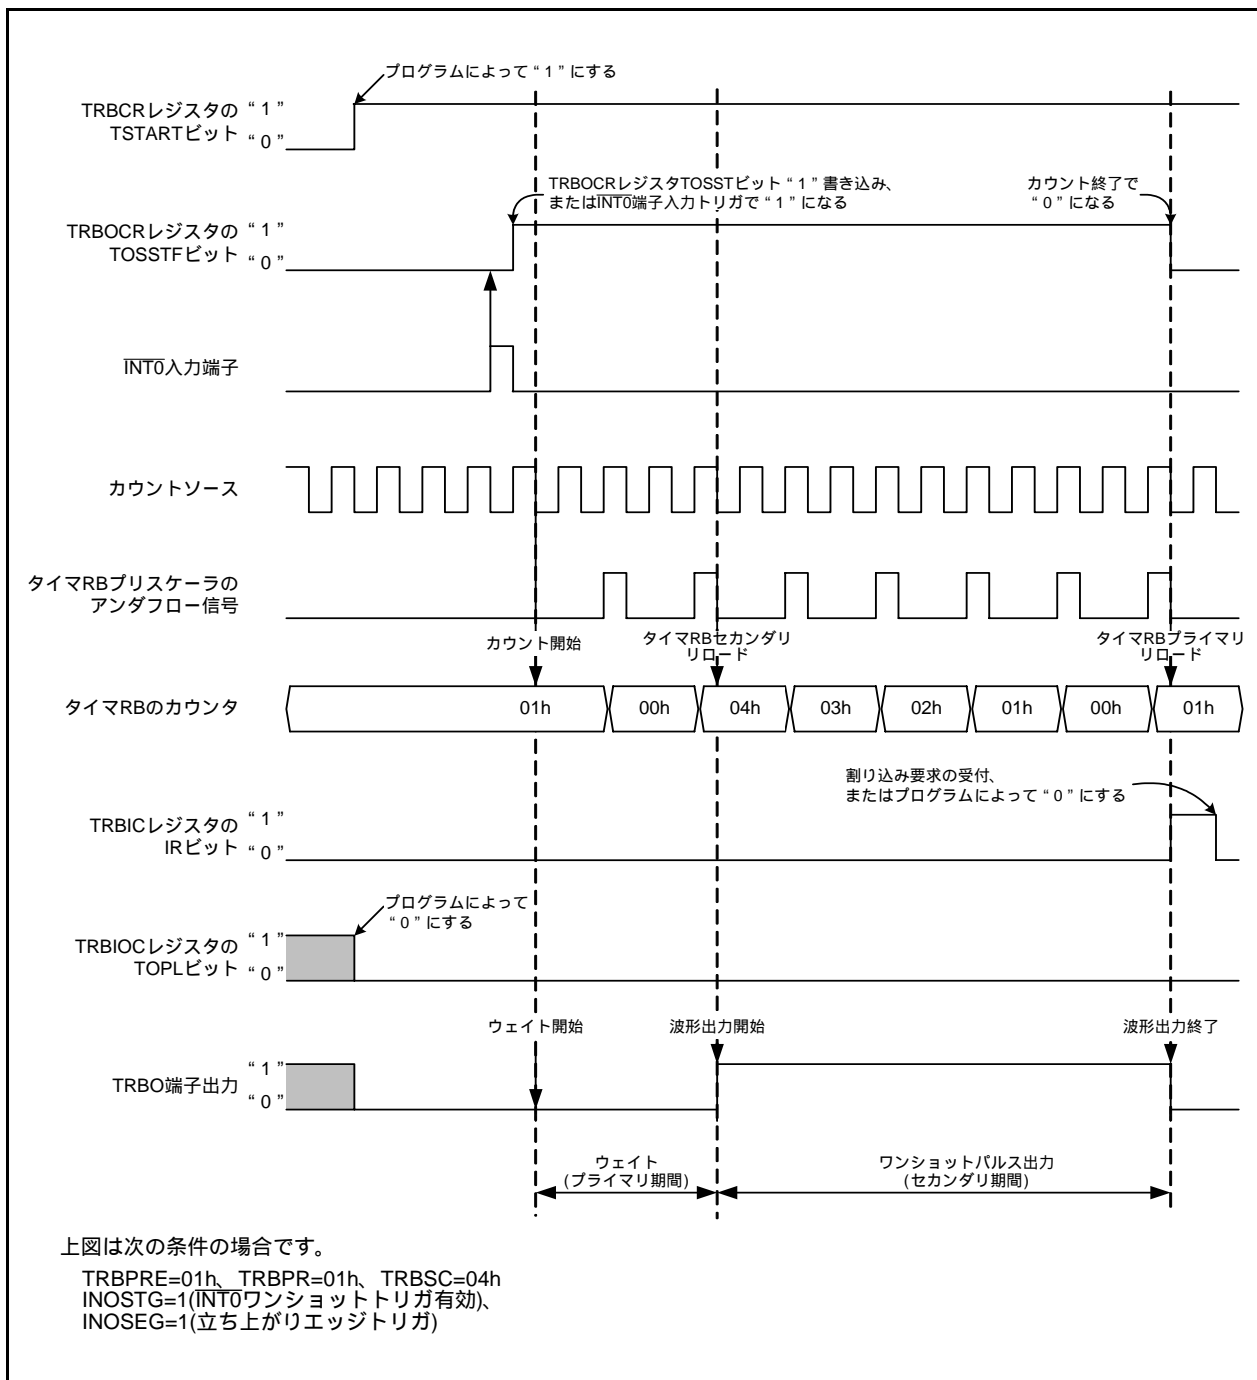 プログラムによって“1”にする
TRBCRレジスタの “1”
TSTARTビット “0”
TRBOCRレジスタTOSSTビット“1”書き込み、
またはINT0端子入力トリガで“1”になる
カウント終了で
“0”になる
TRBOCRレジスタの “1”
TOSSTFビット “0”
INT0入力端子
カウントソース
タイマRBプリスケーラの
アンダフロー信号
カウント開始
タイマRBセカンダリ
リロード
タイマRBプライマリ
リロード
タイマRBのカウンタ
01h 00h 04h 03h 02h 01h 00h 01h
割り込み要求の受付、
またはプログラムによって“0”にする
TRBICレジスタの “1”
IRビット “0”
プログラムによって
“0”にする
TRBIOCレジスタの “1”
TOPLビット “0”
ウェイト開始 波形出力開始 波形出力終了
TRBO端子出力 “1”
“0”
ウェイト
(プライマリ期間)
ワンショットパルス出力
(セカンダリ期間)
上図は次の条件の場合です。
TRBPRE=01h、TRBPR=01h、TRBSC=04h
INOSTG=1(INT0ワンショットトリガ有効)、
INOSEG=1(立ち上がりエッジトリガ)